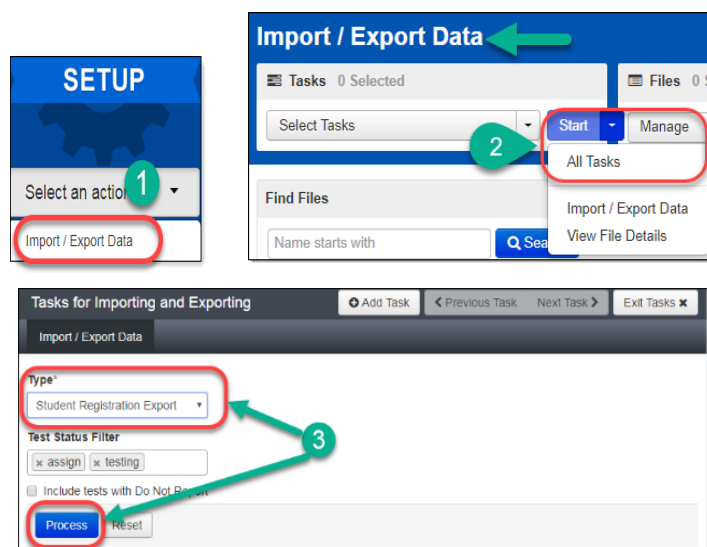 SETUP
Select an action
1
Import / Export Data
Import / Export Data
Tasks 0 Selected
Files 0
Select Tasks
Start
Manage
2
All Tasks
Find Files
Import / Export Data
Name starts with
Sea
View File Details
Tasks for Importing and Exporting
Add Task
Previous Task
Next Task
Exit Tasks
Import / Export Data
Type*
Student Registration Export
3
Test Status Filter
x assign x testing
Include tests with Do Not Report
Process
Reset